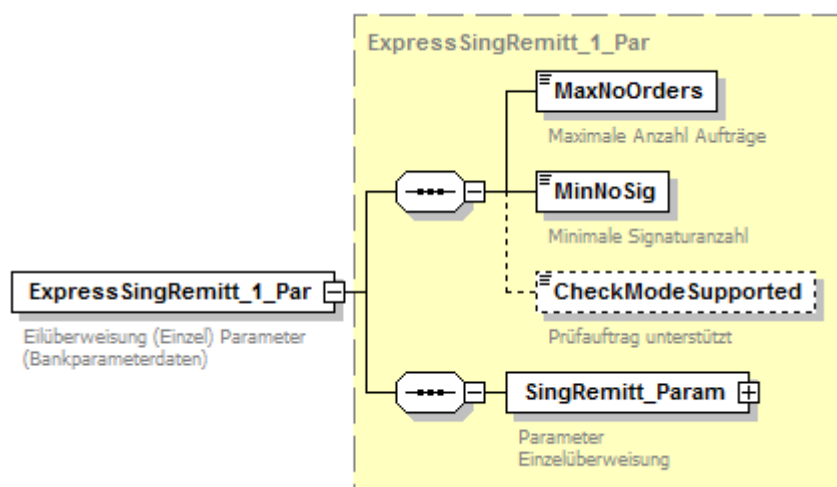 ExpressSingRemitt_1_Par
MaxNoOrders
Maximale Anzahl Aufträge
MinNoSig
Minimale Signaturanzahl
ExpressSingRemitt_1_Par
Eilüberweisung (Einzel) Parameter
(Bankparameterdaten)
CheckModeSupported
Prüfauftrag unterstützt
SingRemitt_Param
Parameter
Einzelüberweisung